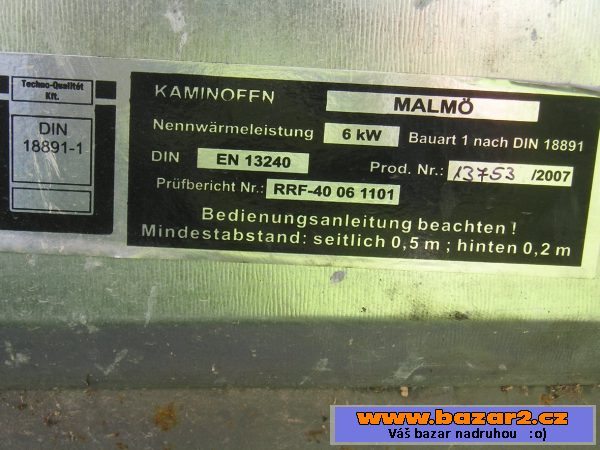 Techno-Qualität
Kft.
DIN
18891-1
KAMINOFEN MALMÖ
Nennwärmeleistung 6 kW Bauart 1 nach DIN 18891
DIN EN 13240 Prod. Nr.: 13753 /2007
Prüfbericht Nr.: RRF-40 06 1101
Bedienungsanleitung beachten !
Mindestabstand: seitlich 0,5 m ; hinten 0,2 m
www.bazar2.cz
Váš bazar nadruhou :o)